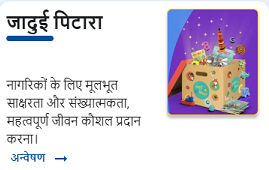 जादुई पिटारा
नागरिकों के लिए मूलभूत
साक्षरता और संख्यात्मकता,
महत्वपूर्ण जीवन कौशल प्रदान
करना।
अन्वेषण →